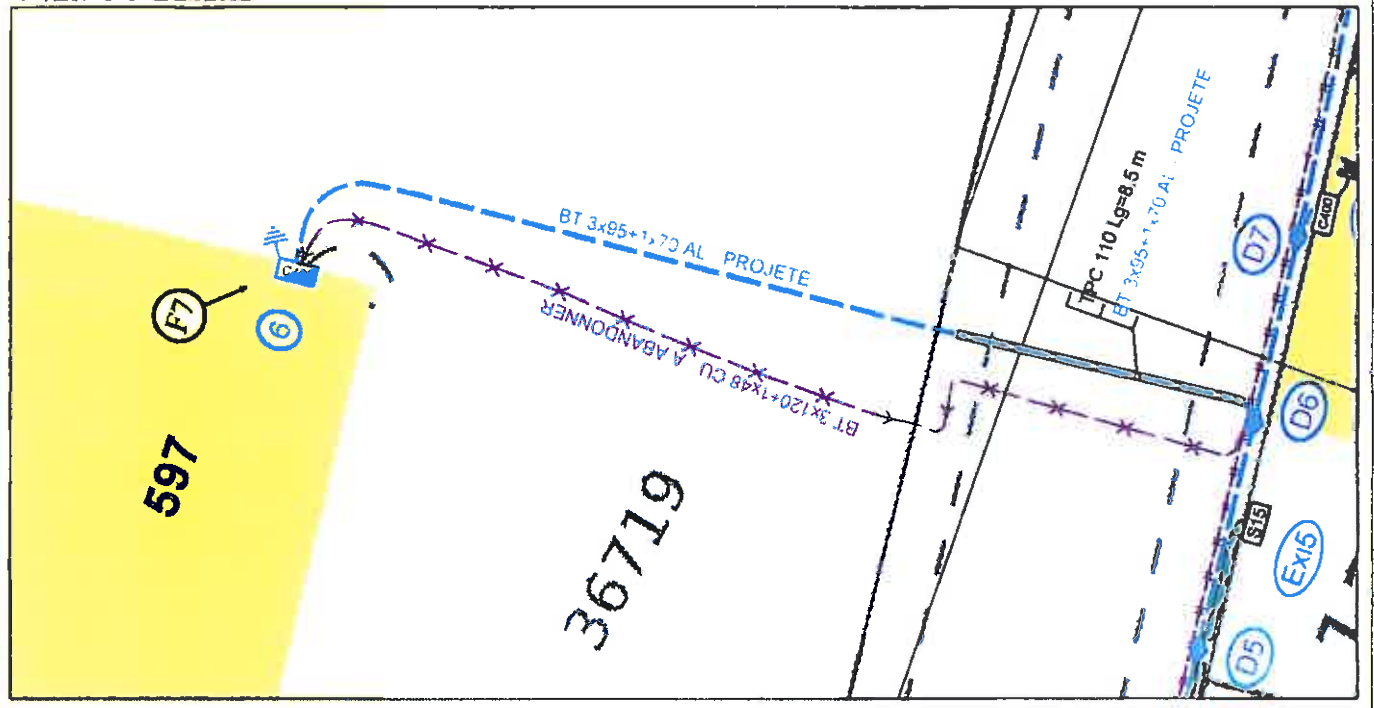 BT 3x95+1x70 AL PROJETE
BT 3x120+1x48 CU A ABANDONNER
F7
6
597
36719
TPC 110 Lg=8.5 m
BT 3x95+1x70 AL - PROJETE
D7
C400
D6
S15
Exi5
D5